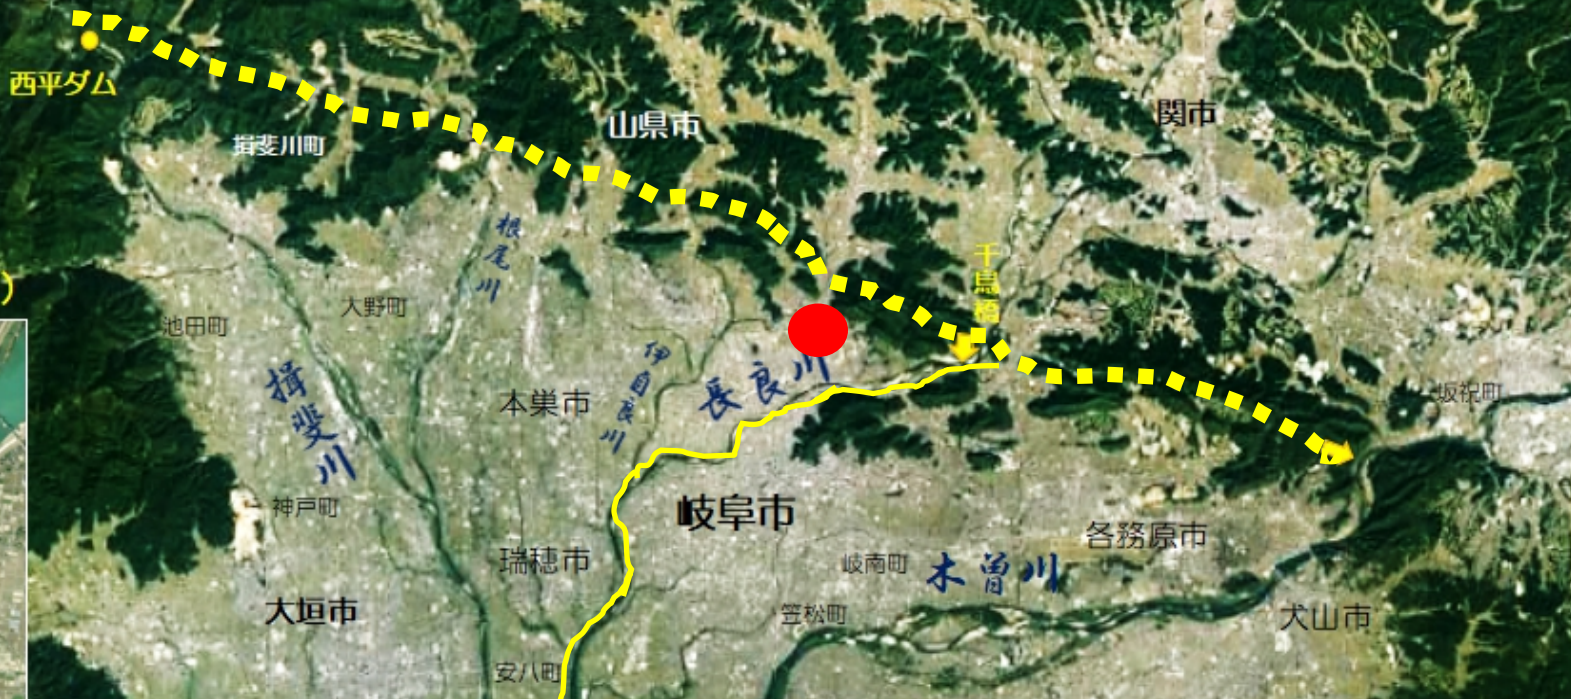 西平ダム
揖斐川町
山県市
関市
根尾川
千鳥橋
池田町
大野町
揖斐川
本巣市
伊自良川
長良川
坂祝町
神戸町
岐阜市
瑞穂市
岐南町
木曽川
各務原市
大垣市
笠松町
犬山市
安八町
)